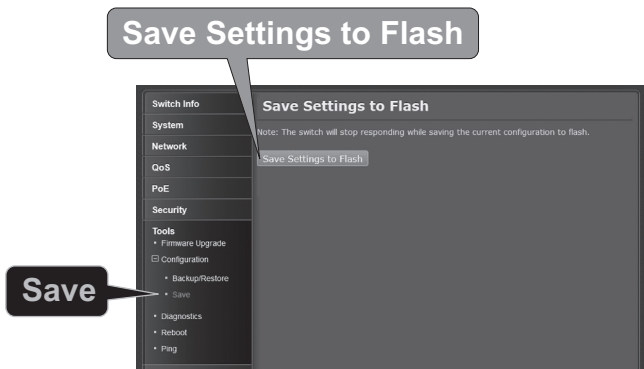 Save Settings to Flash
Switch Info
System
Network
QoS
PoE
Security
Tools
• Firmware Upgrade
Configuration
• Backup/Restore
• Save
• Diagnostics
• Reboot
• Ping
Save Settings to Flash
Note: The switch will stop responding while saving the current configuration to flash.
Save Settings to Flash
Save